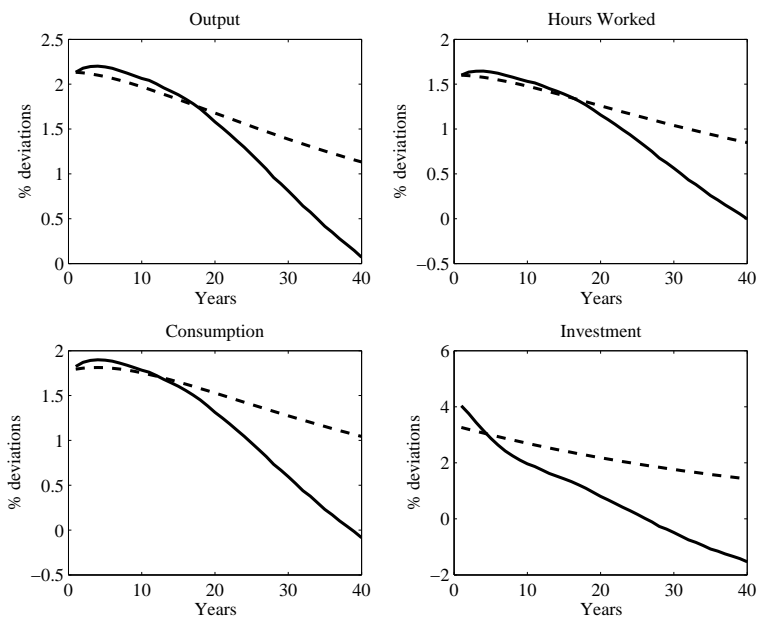 Output
2.5
2
1.5
1
0.5
0
% deviations
0 10 20 30 40
Years
Hours Worked
2
1.5
1
0.5
0
−0.5
% deviations
0 10 20 30 40
Years
Consumption
2
1.5
1
0.5
0
−0.5
% deviations
0 10 20 30 40
Years
Investment
6
4
2
0
−2
% deviations
0 10 20 30 40
Years